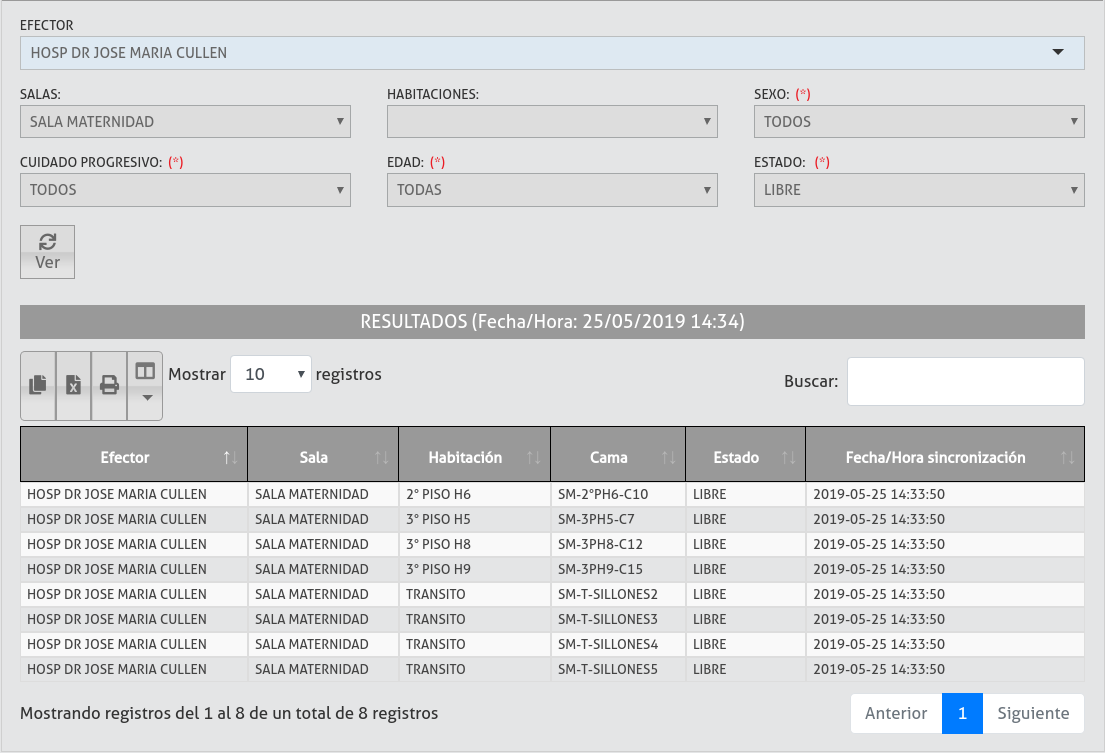 EFECTOR
HOSP DR JOSE MARIA CULLEN
SALAS: HABITACIONES: SEXO: (*)
SALA MATERNIDAD TODOS
CUIDADO PROGRESIVO: (*) EDAD: (*) ESTADO: (*)
TODOS TODAS LIBRE
Ver
RESULTADOS (Fecha/Hora: 25/05/2019 14:34)
Mostrar 10 registros Buscar:
Efector Sala Habitación Cama Estado Fecha/Hora sincronización
HOSP DR JOSE MARIA CULLEN SALA MATERNIDAD 2° PISO H6 SM-2°PH6-C10 LIBRE 2019-05-25 14:33:50
HOSP DR JOSE MARIA CULLEN SALA MATERNIDAD 3° PISO H5 SM-3PH5-C7 LIBRE 2019-05-25 14:33:50
HOSP DR JOSE MARIA CULLEN SALA MATERNIDAD 3° PISO H8 SM-3PH8-C12 LIBRE 2019-05-25 14:33:50
HOSP DR JOSE MARIA CULLEN SALA MATERNIDAD 3° PISO H9 SM-3PH9-C15 LIBRE 2019-05-25 14:33:50
HOSP DR JOSE MARIA CULLEN SALA MATERNIDAD TRANSITO SM-T-SILLONES2 LIBRE 2019-05-25 14:33:50
HOSP DR JOSE MARIA CULLEN SALA MATERNIDAD TRANSITO SM-T-SILLONES3 LIBRE 2019-05-25 14:33:50
HOSP DR JOSE MARIA CULLEN SALA MATERNIDAD TRANSITO SM-T-SILLONES4 LIBRE 2019-05-25 14:33:50
HOSP DR JOSE MARIA CULLEN SALA MATERNIDAD TRANSITO SM-T-SILLONES5 LIBRE 2019-05-25 14:33:50
Mostrando registros del 1 al 8 de un total de 8 registros Anterior 1 Siguiente